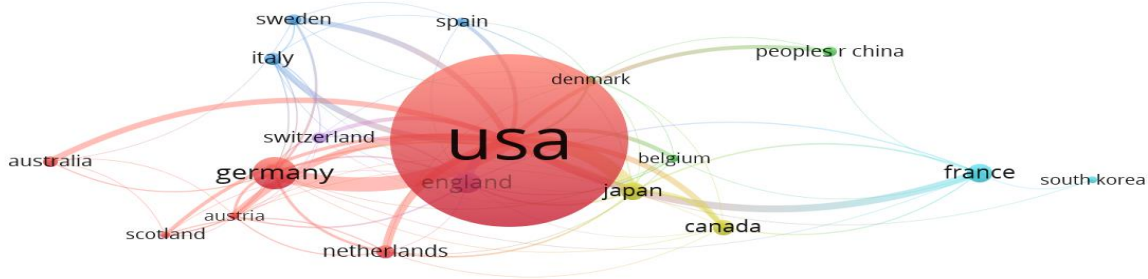 sweden
spain
italy
peoples r china
denmark
usa
switzerland
australia
belgium
germany
england
japan
france
south korea
austria
canada
scotland
netherlands